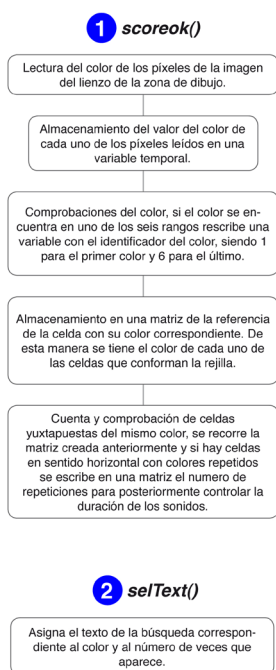 1 scoreok()
Lectura del color de los píxeles de la imagen
del lienzo de la zona de dibujo.
Almacenamiento del valor del color de
cada uno de los píxeles leídos en una
variable temporal.
Comprobaciones del color, si el color se en-
cuentra en uno de los seis rangos rescribe una
variable con el identificador del color, siendo 1
para el primer color y 6 para el último.
Almacenamiento en una matriz de la referencia
de la celda con su color correspondiente. De
esta manera se tiene el color de cada uno de
las celdas que conforman la rejilla.
Cuenta y comprobación de celdas
yuxtapuestas del mismo color, se recorre la
matriz creada anteriormente y si hay celdas
en sentido horizontal con colores repetidos
se escribe en una matriz el numero de
repeticiones para posteriormente controlar la
duración de los sonidos.
2 selText()
Asigna el texto de la búsqueda correspon-
diente al color y al número de veces que
aparece.